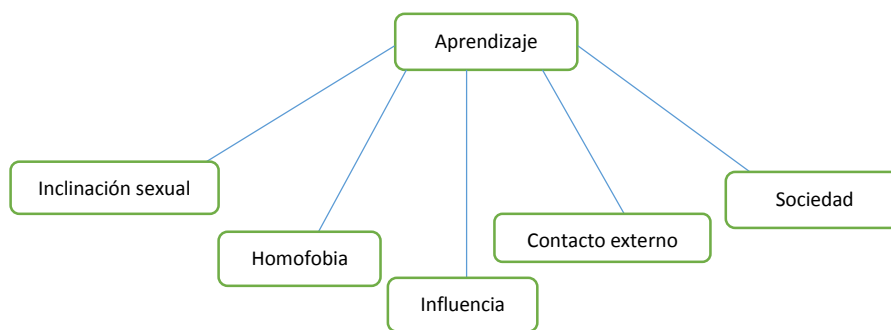 Aprendizaje
Inclinación sexual
Sociedad
Contacto externo
Homofobia
Influencia